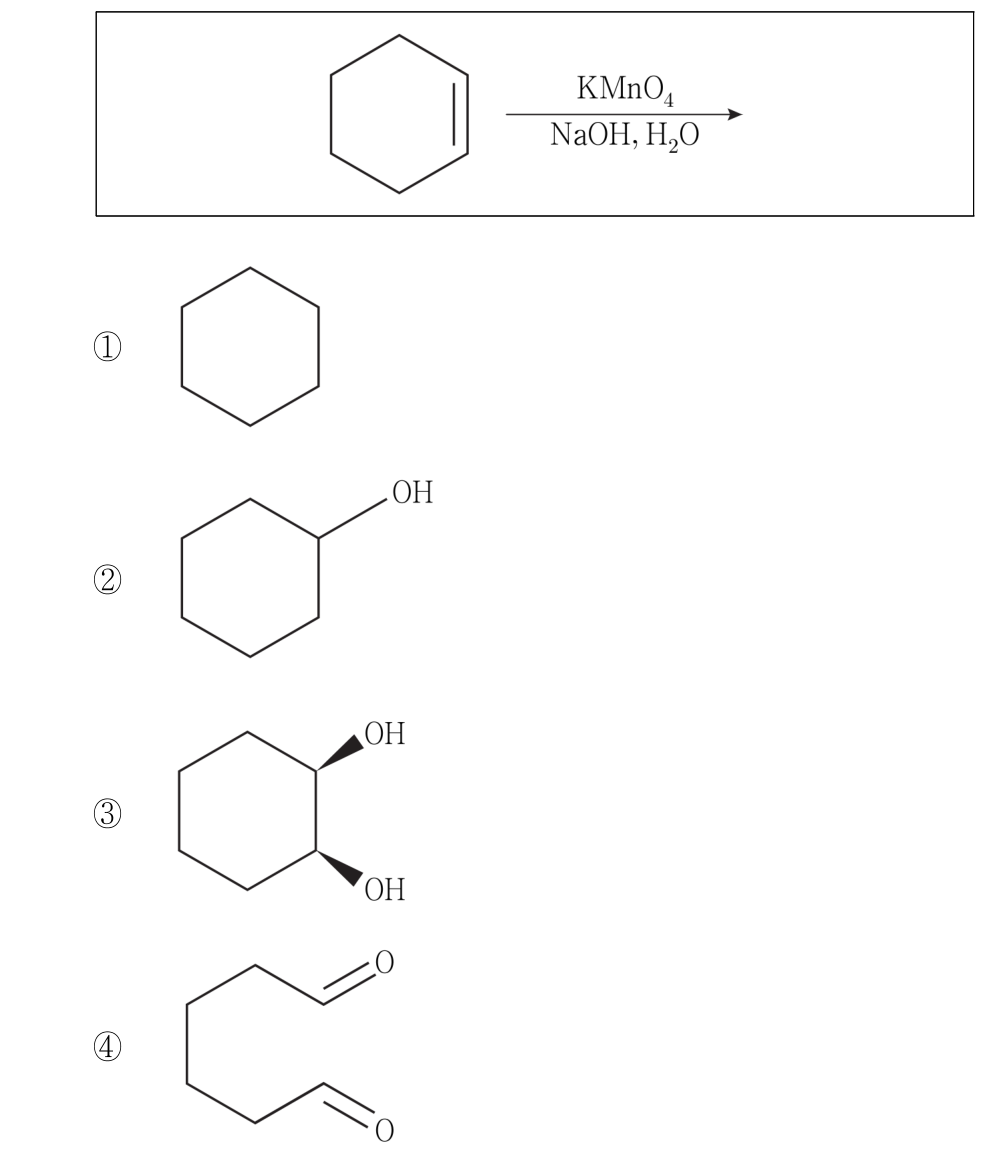 KMnO₄
NaOH, H₂O
①
② OH
③ OH
OH
④ O
O